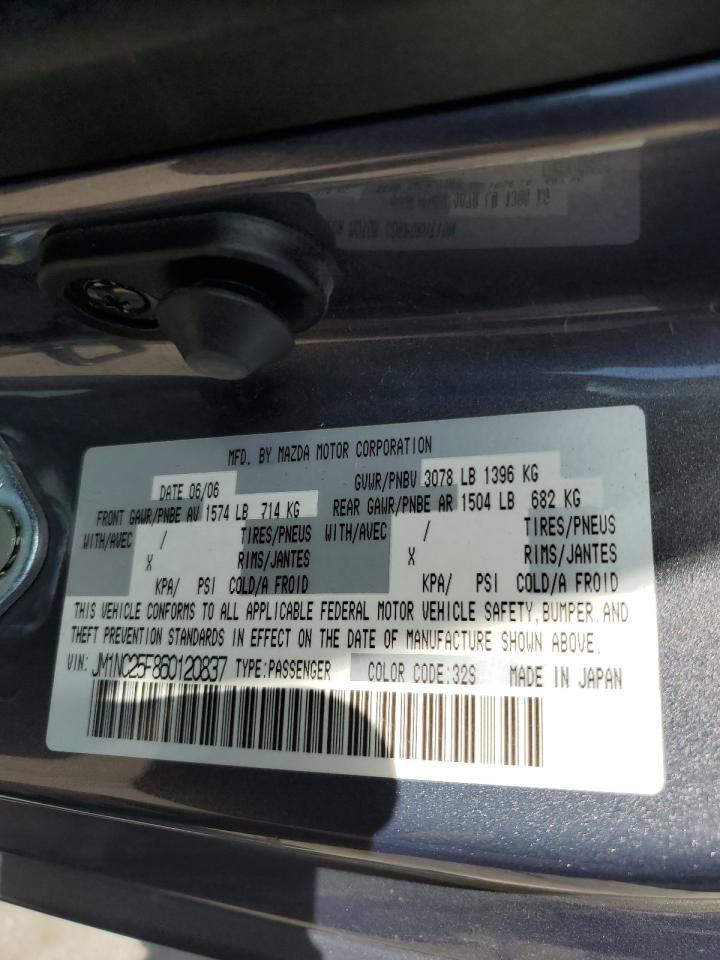 MFD. BY MAZDA MOTOR CORPORATION
DATE 06/06 GVWR/PNBV 3078 LB 1396 KG
FRONT GAWR/PNBE AV 1574 LB 714 KG REAR GAWR/PNBE AR 1504 LB 682 KG
WITH/AVEC / TIRES/PNEUS WITH/AVEC / TIRES/PNEUS
X RIMS/JANTES X RIMS/JANTES
KPA/ PSI COLD/A FROID KPA/ PSI COLD/A FROID
THIS VEHICLE CONFORMS TO ALL APPLICABLE FEDERAL MOTOR VEHICLE SAFETY, BUMPER, AND
THEFT PREVENTION STANDARDS IN EFFECT ON THE DATE OF MANUFACTURE SHOWN ABOVE.
VIN: JM1NC25F860120837 TYPE:PASSENGER COLOR CODE:32S MADE IN JAPAN